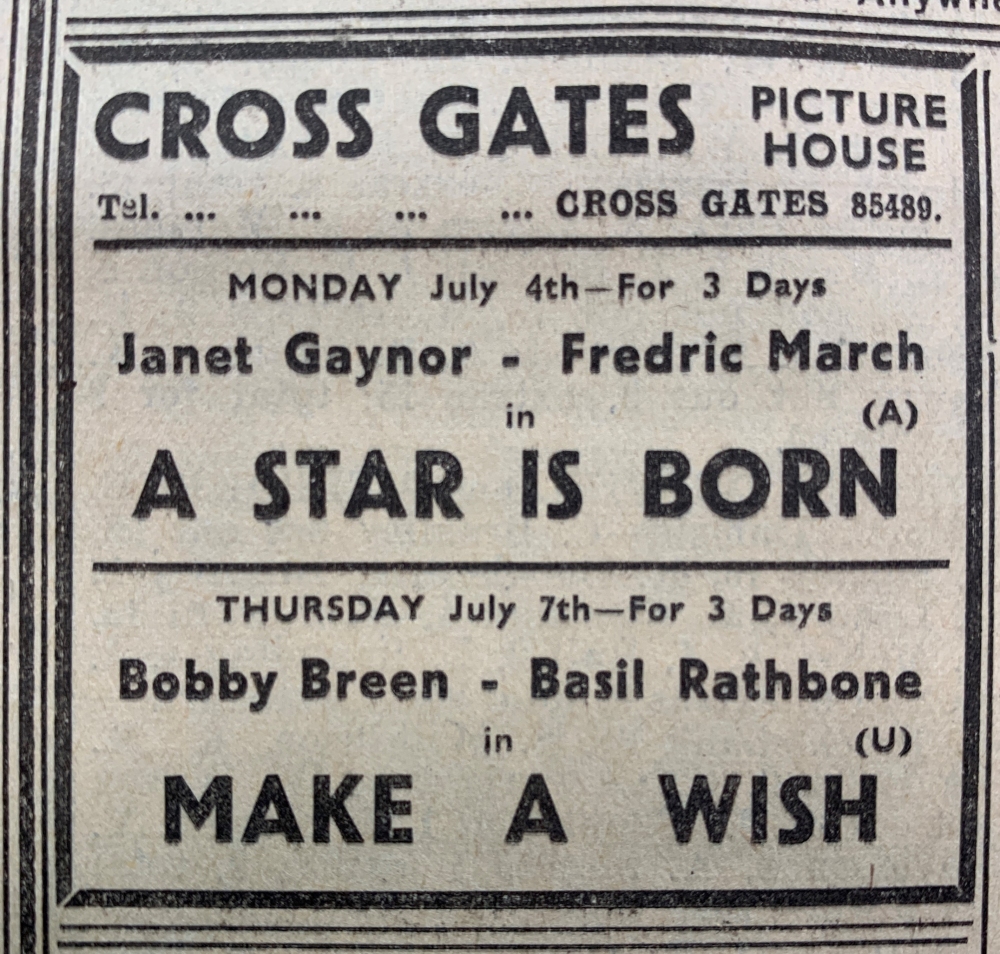 CROSS GATES PICTURE HOUSE
Tel. ... ... ... ... CROSS GATES 85489.
MONDAY July 4th—For 3 Days
Janet Gaynor - Fredric March
in (A)
A STAR IS BORN
THURSDAY July 7th—For 3 Days
Bobby Breen - Basil Rathbone
in (U)
MAKE A WISH